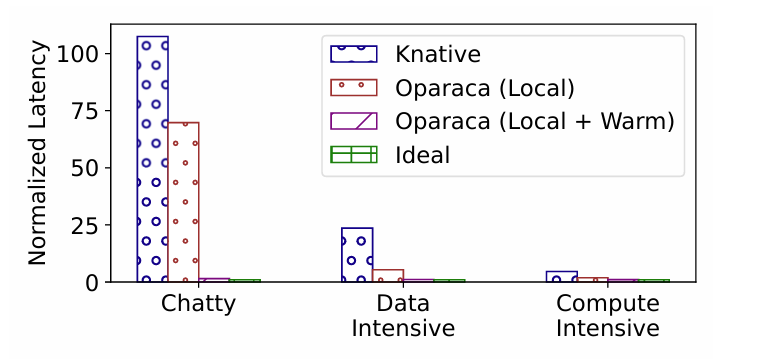 Normalized Latency
100
75
50
25
0
Knative
Oparaca (Local)
Oparaca (Local + Warm)
Ideal
Chatty
Data
Intensive
Compute
Intensive